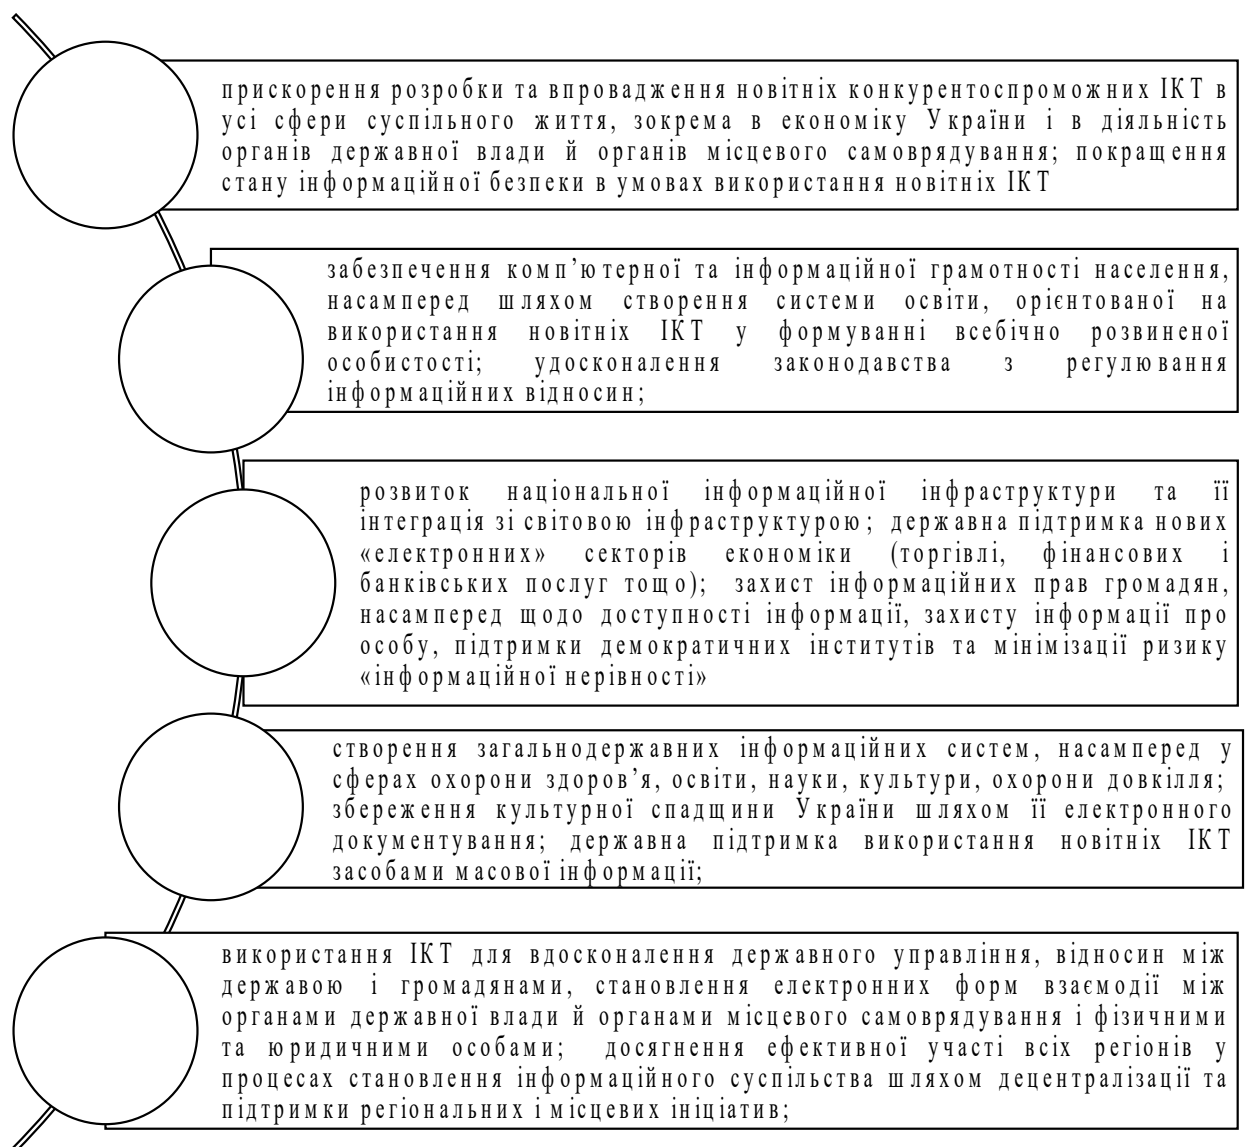 прискорення розробки та впровадження новітніх конкурентоспроможних ІКТ в
усі сфери суспільного життя, зокрема в економіку України і в діяльність
органів державної влади й органів місцевого самоврядування; покращення
стану інформаційної безпеки в умовах використання новітніх ІКТ
забезпечення комп’ютерної та інформаційної грамотності населення,
насамперед шляхом створення системи освіти, орієнтованої на
використання новітніх ІКТ у формуванні всебічно розвиненої
особистості; удосконалення законодавства з регулювання
інформаційних відносин;
розвиток національної інформаційної інфраструктури та її
інтеграція зі світовою інфраструктурою; державна підтримка нових
«електронних» секторів економіки (торгівлі, фінансових і
банківських послуг тощо); захист інформаційних прав громадян,
насамперед щодо доступності інформації, захисту інформації про
особу, підтримки демократичних інститутів та мінімізації ризику
«інформаційної нерівності»
створення загальнодержавних інформаційних систем, насамперед у
сферах охорони здоров’я, освіти, науки, культури, охорони довкілля;
збереження культурної спадщини України шляхом її електронного
документування; державна підтримка використання новітніх ІКТ
засобами масової інформації;
використання ІКТ для вдосконалення державного управління, відносин між
державою і громадянами, становлення електронних форм взаємодії між
органами державної влади й органами місцевого самоврядування і фізичними
та юридичними особами; досягнення ефективної участі всіх регіонів у
процесах становлення інформаційного суспільства шляхом децентралізації та
підтримки регіональних і місцевих ініціатив;